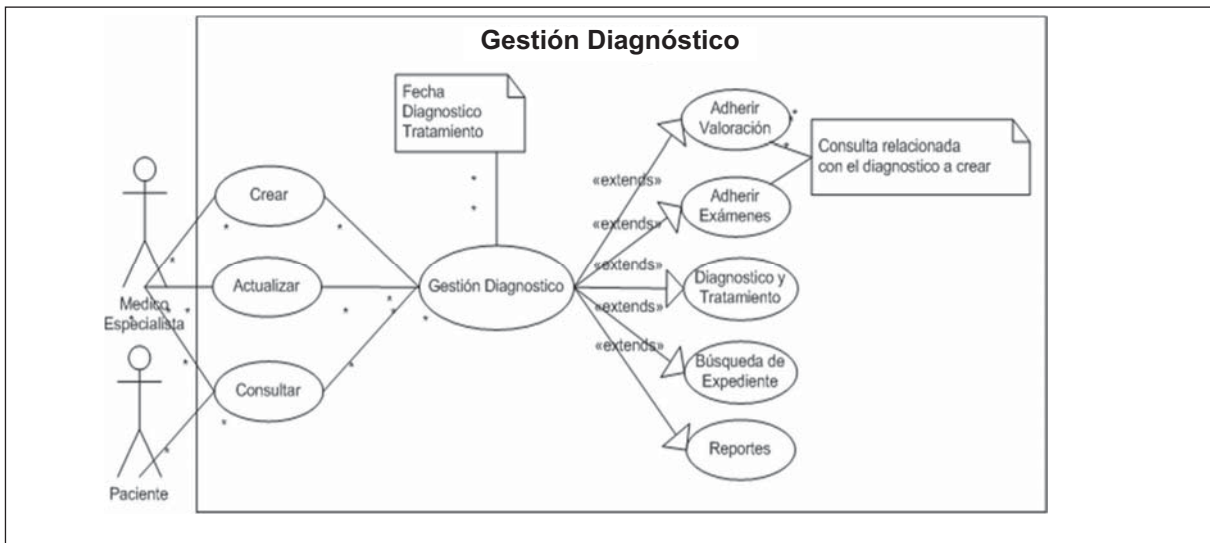 Gestión Diagnóstico
Fecha
Diagnostico
Tratamiento
Adherir
Valoración
Consulta relacionada
con el diagnostico a crear
Crear
«extends»
Adherir
Exámenes
«extends»
Actualizar
Gestión Diagnostico
«extends»
Diagnostico y
Tratamiento
Medico
Especialista
«extends»
«extends»
Búsqueda de
Expediente
Consultar
Reportes
Paciente